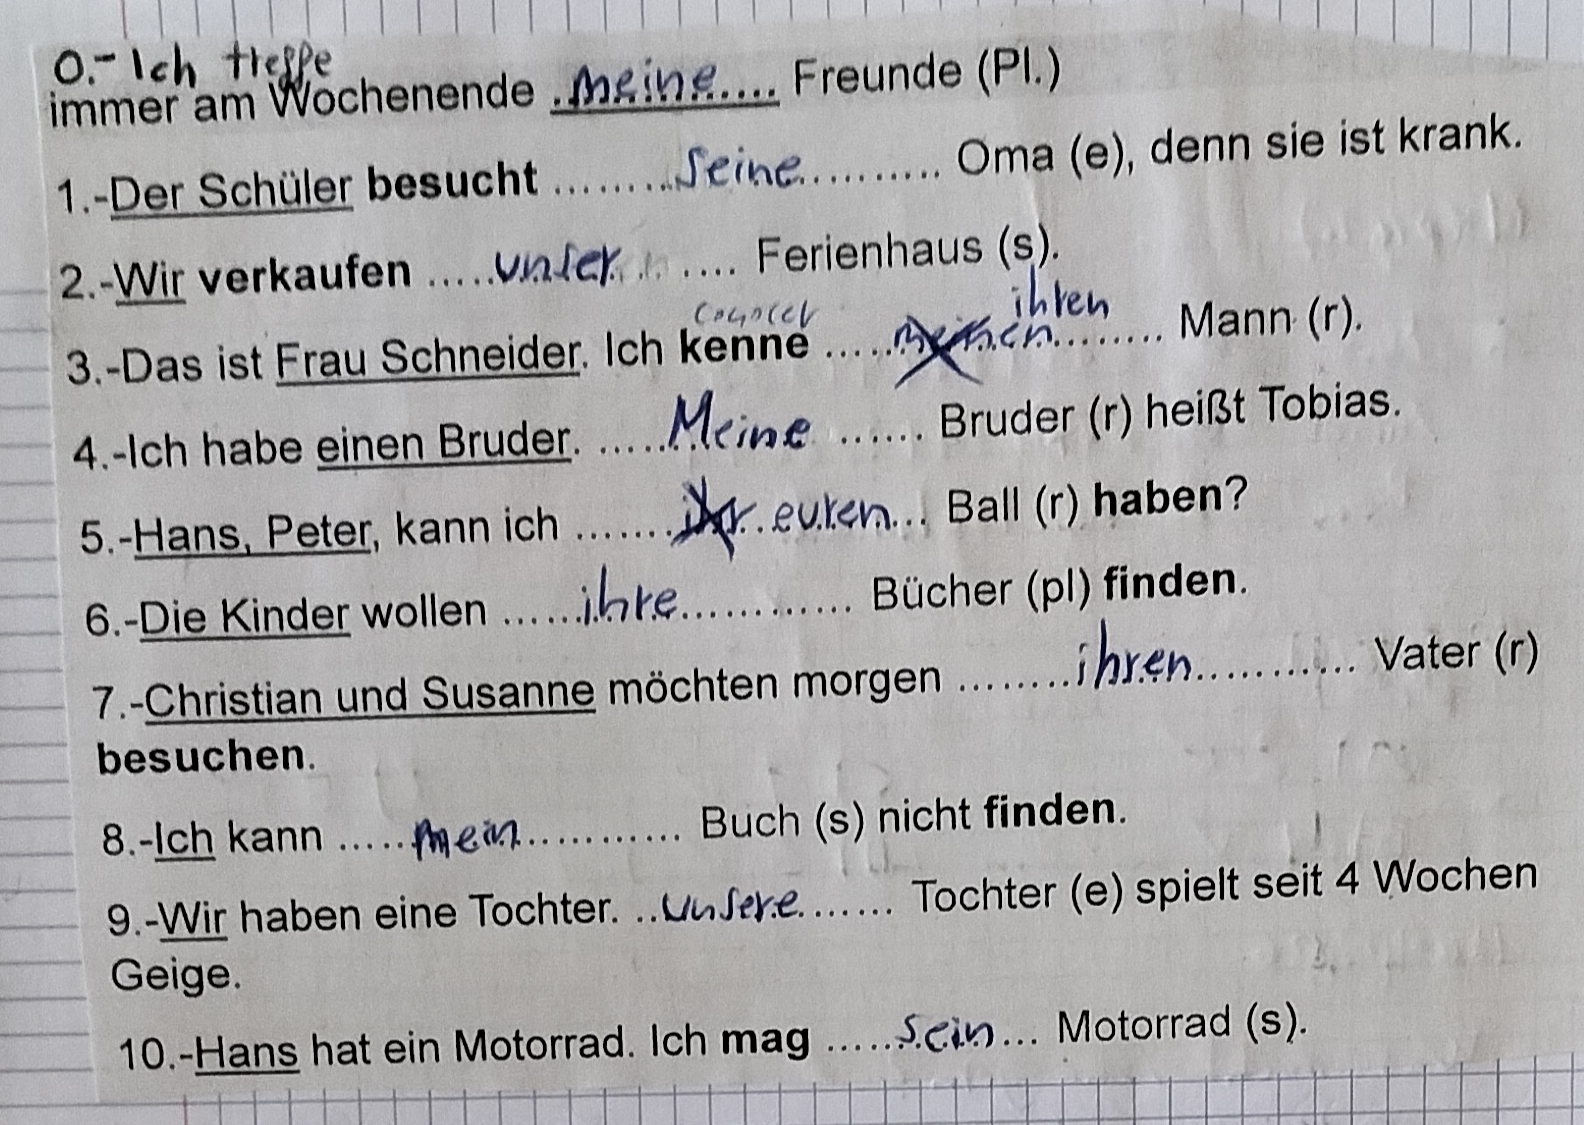 0.- Ich treffe
immer am Wochenende ..meine.... Freunde (Pl.)
1.-Der Schüler besucht .........Seine.......... Oma (e), denn sie ist krank.
2.-Wir verkaufen .....unser .... Ferienhaus (s).
conocer ihren
3.-Das ist Frau Schneider. Ich kenne .....meinen........ Mann (r).
4.-Ich habe einen Bruder. .......Meine ...... Bruder (r) heißt Tobias.
5.-Hans, Peter, kann ich .......ihr..euren... Ball (r) haben?
6.-Die Kinder wollen ......ihre............ Bücher (pl) finden.
7.-Christian und Susanne möchten morgen ........ihren........... Vater (r)
besuchen.
8.-Ich kann .....mein............ Buch (s) nicht finden.
9.-Wir haben eine Tochter. ..unsere....... Tochter (e) spielt seit 4 Wochen
Geige.
10.-Hans hat ein Motorrad. Ich mag .....sein... Motorrad (s).